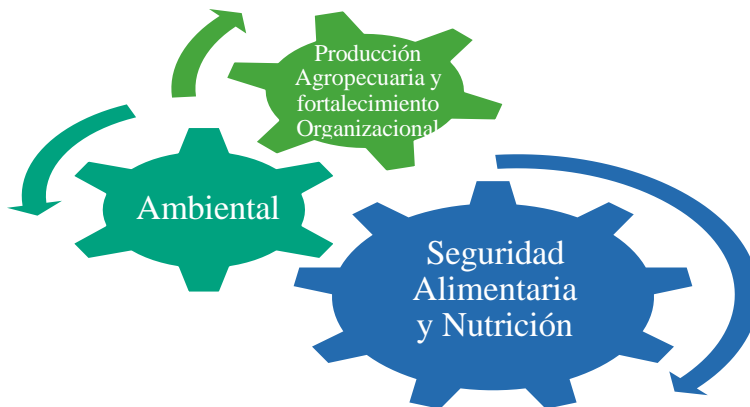 Producción
Agropecuaria y
fortalecimiento
Organizacional
Ambiental
Seguridad
Alimentaria
y Nutrición